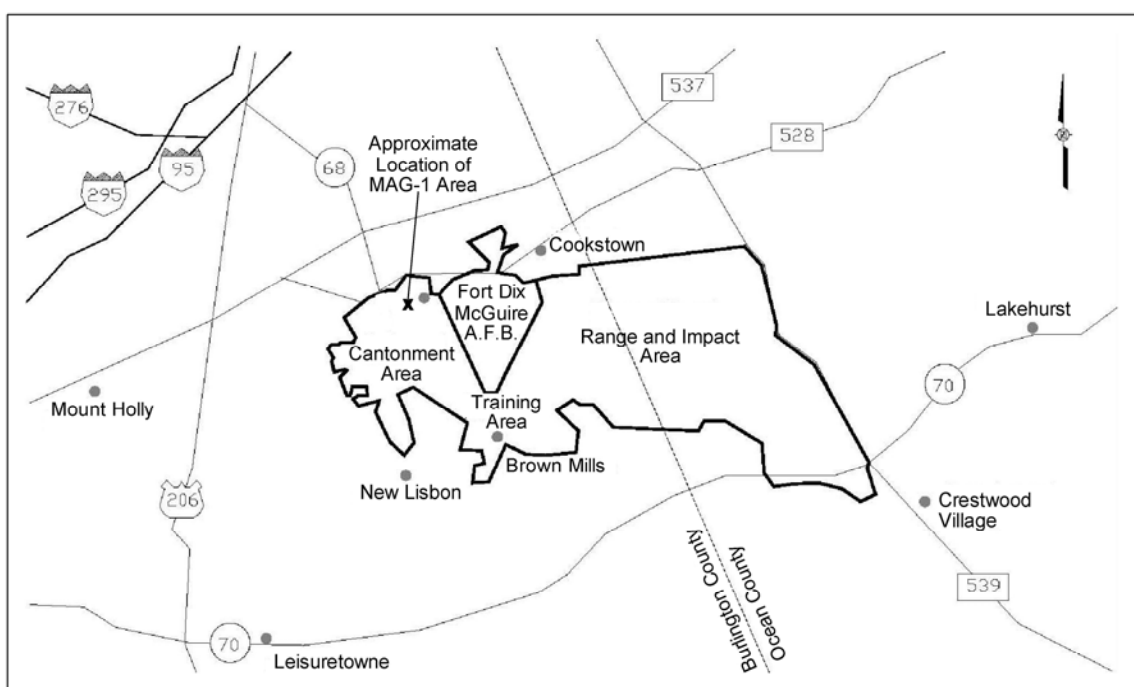 276
295
95
68
Approximate
Location of
MAG-1 Area
537
528
Cookstown
Fort Dix
McGuire
A.F.B.
x
Cantonment
Area
Range and Impact
Area
Lakehurst
70
Mount Holly
Training
Area
Brown Mills
New Lisbon
206
Crestwood
Village
539
Burlington County
Ocean County
70
Leisuretowne